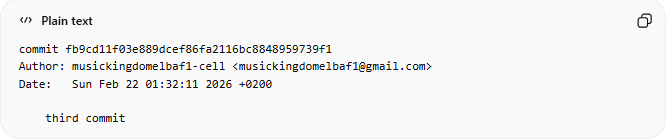 Plain text
commit fb9cd11f03e889dcef86fa2116bc8848959739f1
Author: musickingdomelbaf1-cell <musickingdomelbaf1@gmail.com>
Date:   Sun Feb 22 01:32:11 2026 +0200
    third commit